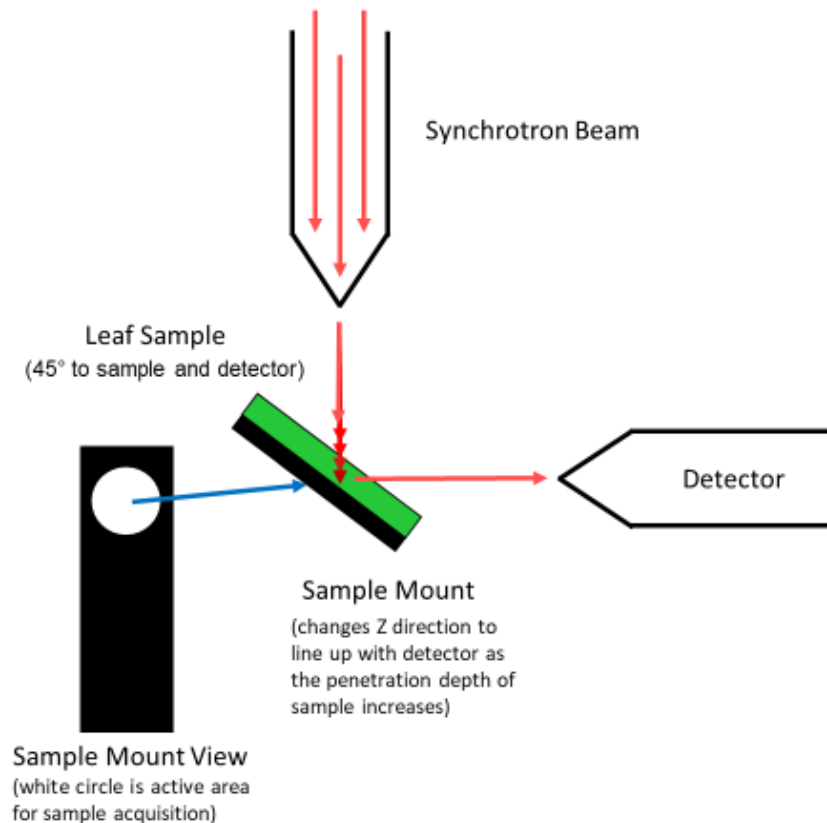 Synchrotron Beam
Leaf Sample
(45° to sample and detector)
Detector
Sample Mount
(changes Z direction to
line up with detector as
the penetration depth of
sample increases)
Sample Mount View
(white circle is active area
for sample acquisition)